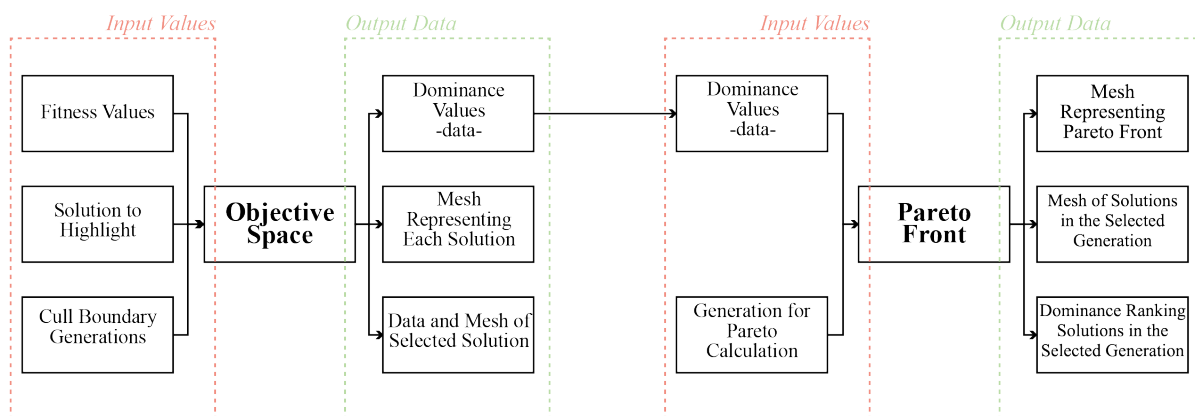 Input Values
Output Data
Input Values
Output Data
Fitness Values
Solution to
Highlight
Cull Boundary
Generations
Objective
Space
Dominance
Values
-data-
Mesh
Representing
Each Solution
Data and Mesh of
Selected Solution
Dominance
Values
-data-
Generation for
Pareto
Calculation
Pareto
Front
Mesh
Representing
Pareto Front
Mesh of Solutions
in the Selected
Generation
Dominance Ranking
Solutions in the
Selected Generation